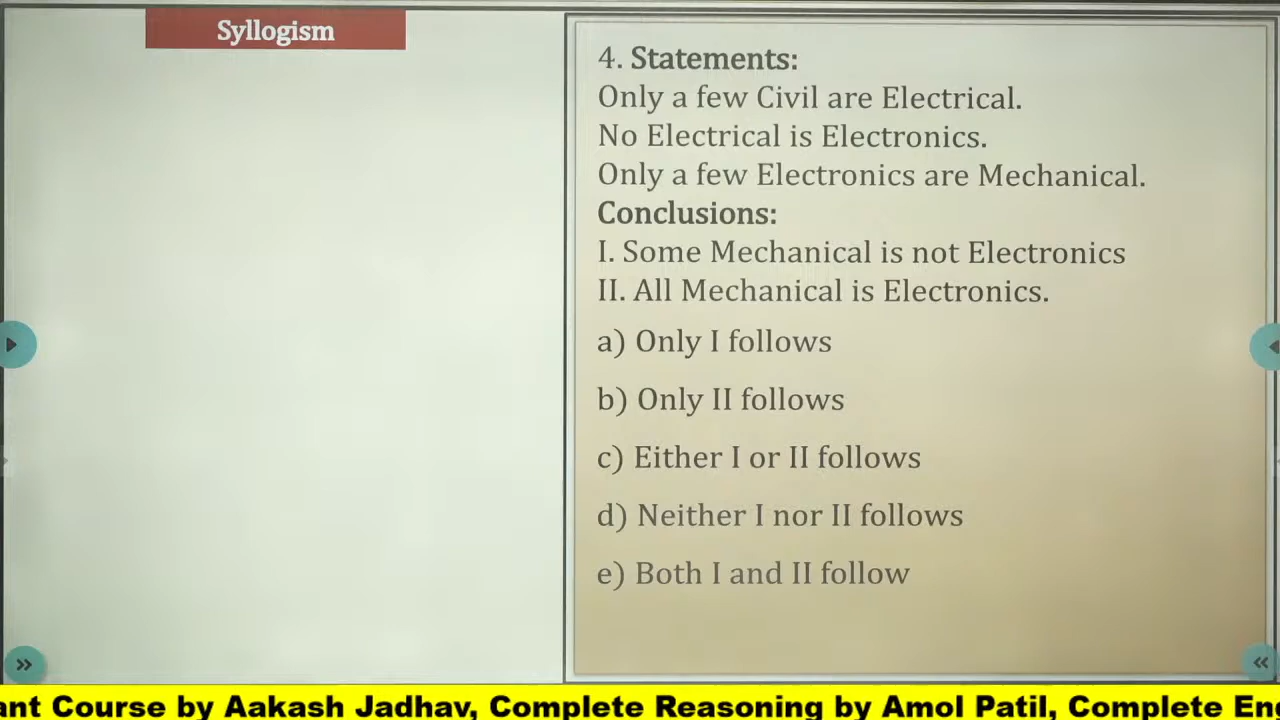 Syllogism
4. Statements:
Only a few Civil are Electrical.
No Electrical is Electronics.
Only a few Electronics are Mechanical.
Conclusions:
I. Some Mechanical is not Electronics
II. All Mechanical is Electronics.
a) Only I follows
b) Only II follows
c) Either I or II follows
d) Neither I nor II follows
e) Both I and II follow
Course by Aakash Jadhav, Complete Reasoning by Amol Patil, Complete